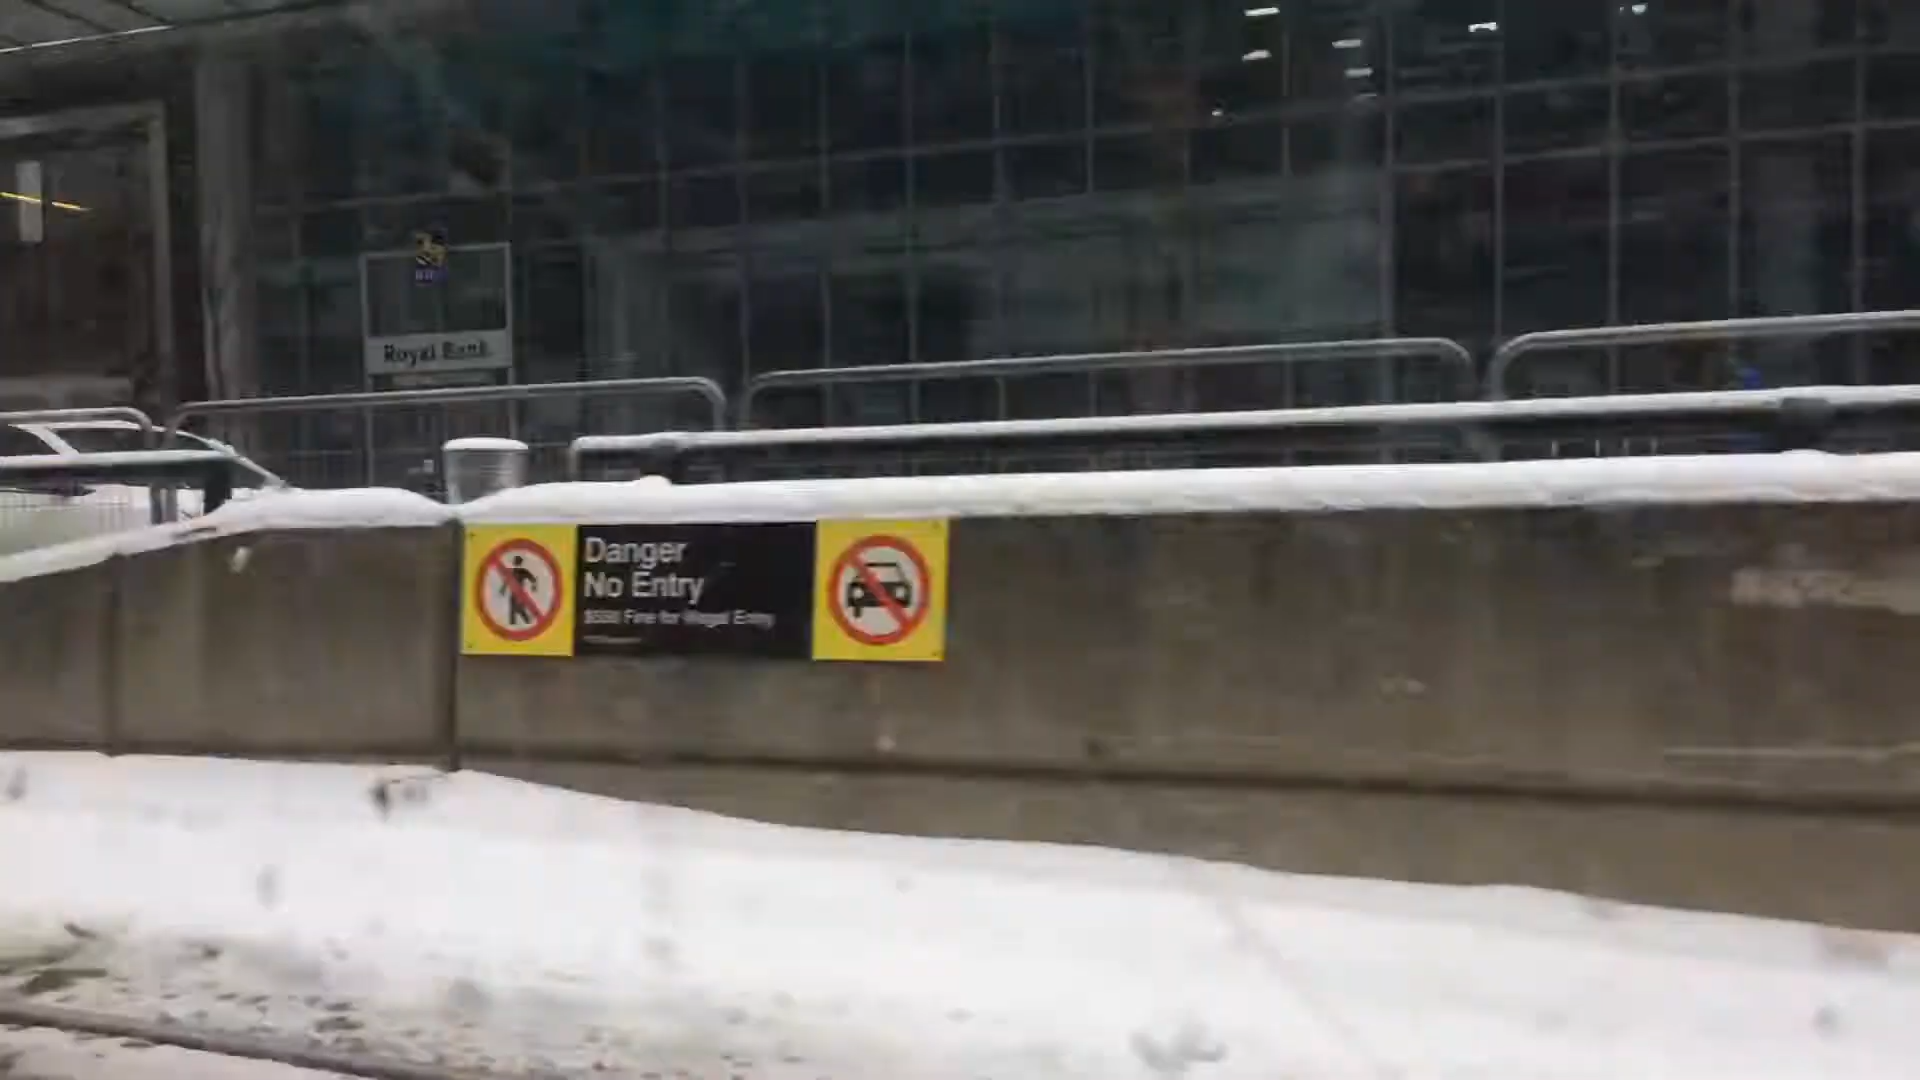 Royal Bank
Danger
No Entry
Fine for Illegal Entry